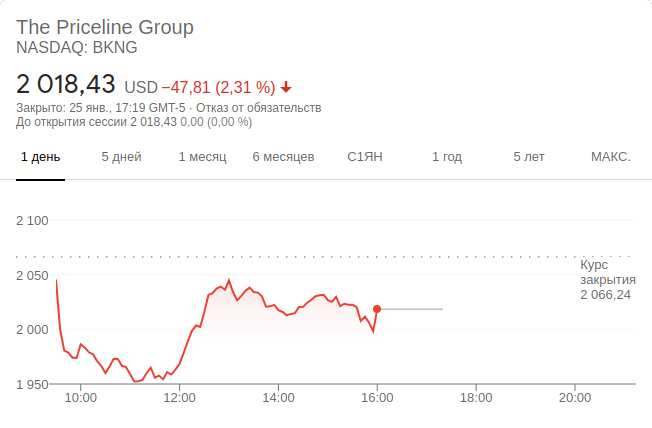 The Priceline Group
NASDAQ: BKNG
2 018,43 USD −47,81 (2,31 %)
Закрыто: 25 янв., 17:19 GMT-5 · Отказ от обязательств
До открытия сессии 2 018,43 0,00 (0,00 %)
1 день 5 дней 1 месяц 6 месяцев С1ЯН 1 год 5 лет МАКС.
2 100
Курс
закрытия
2 066,24
2 050
2 000
1 950
10:00 12:00 14:00 16:00 18:00 20:00